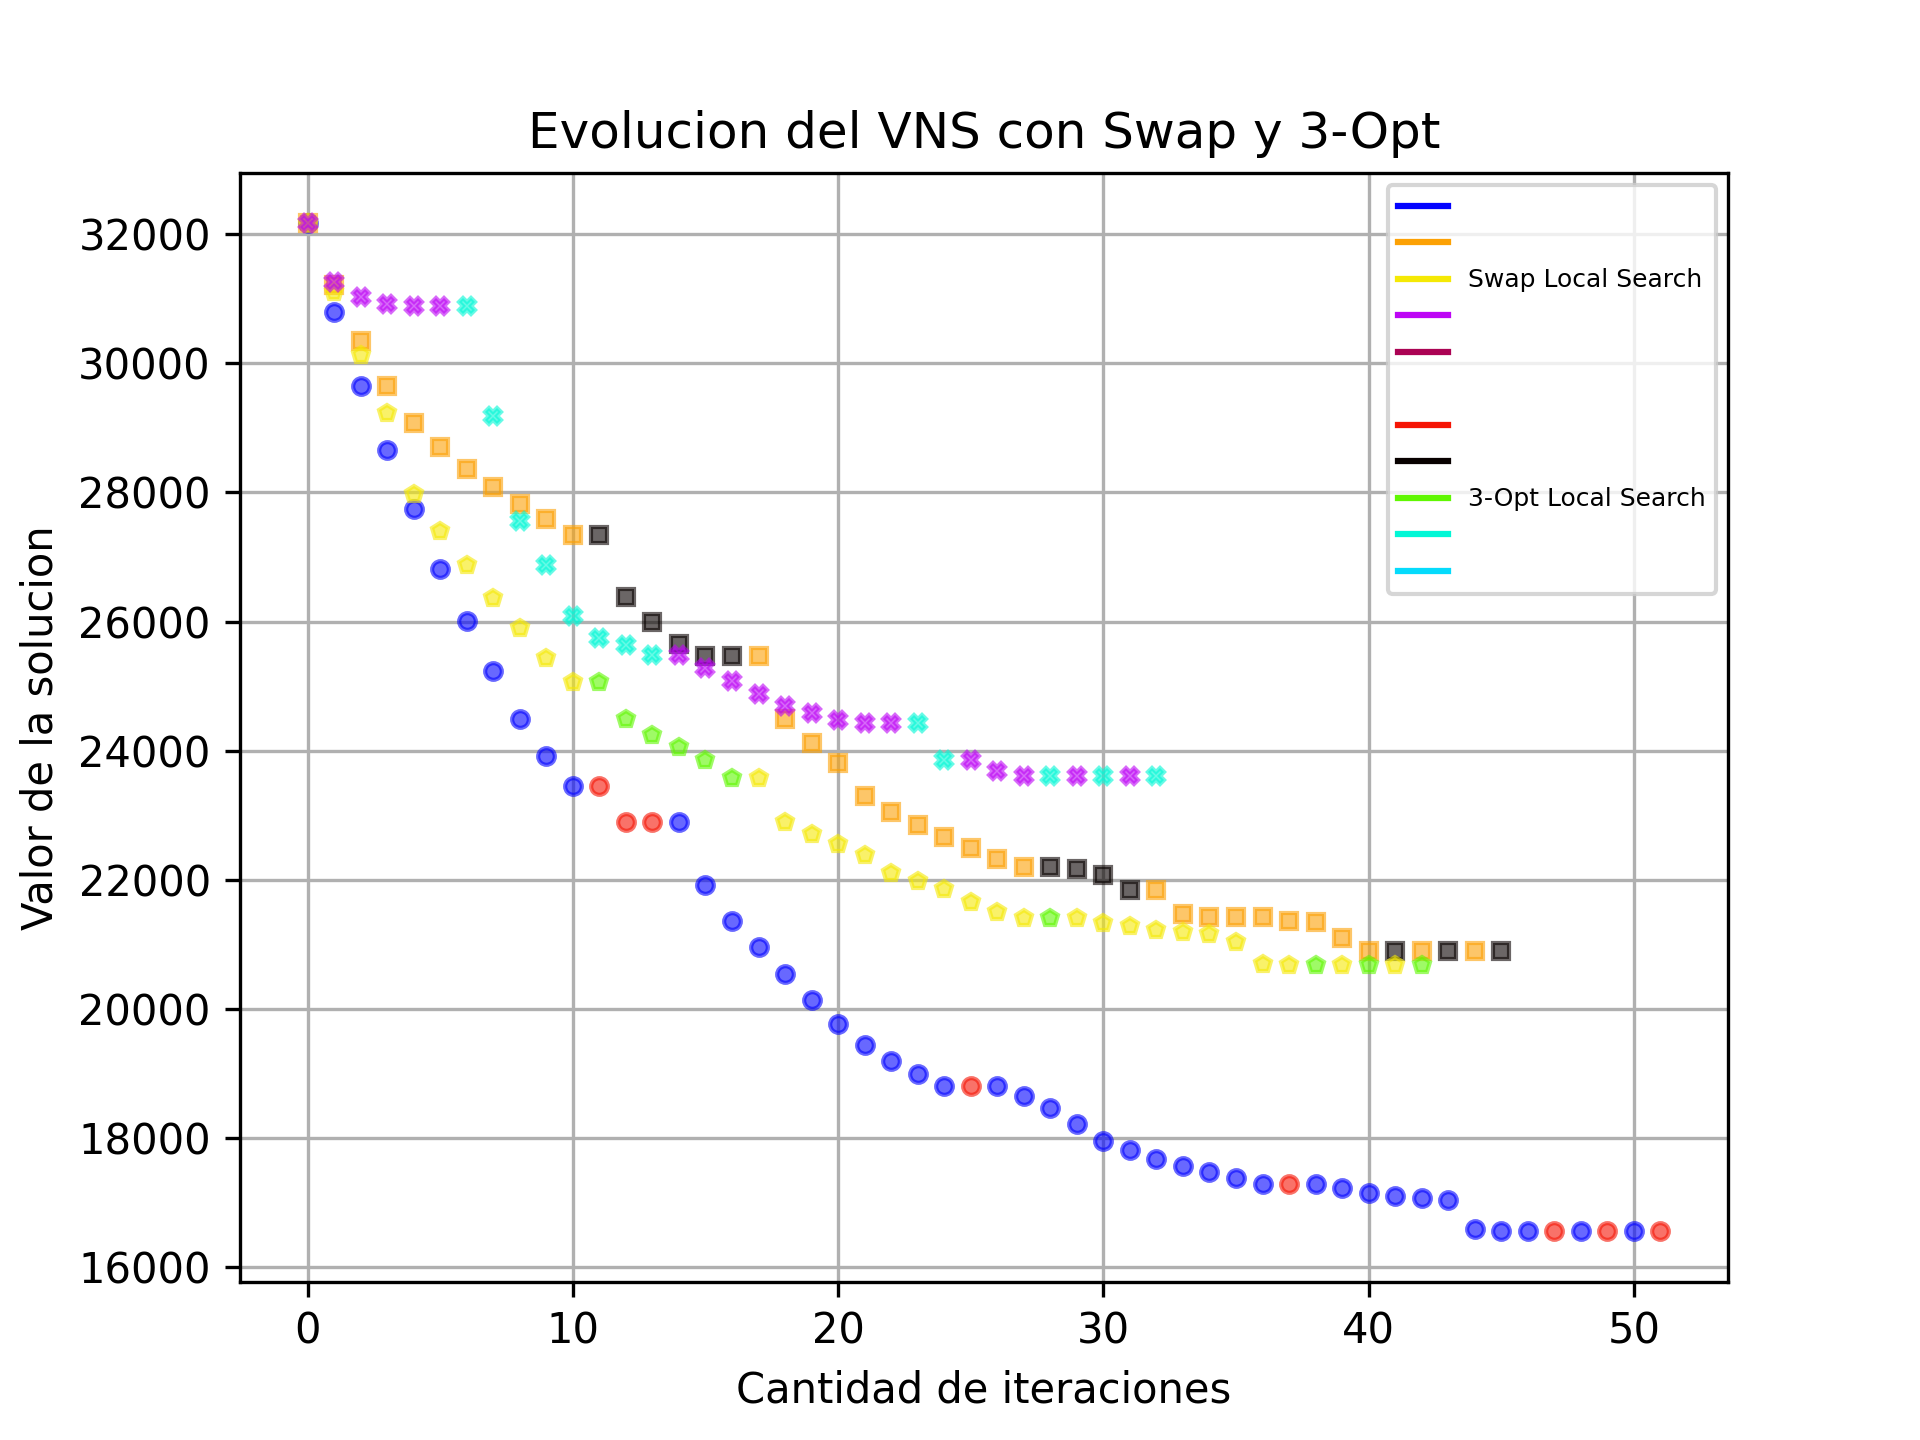 Evolucion del VNS con Swap y 3-Opt
Valor de la solucion
32000
30000
28000
26000
24000
22000
20000
18000
16000
Swap Local Search
3-Opt Local Search
0 10 20 30 40 50
Cantidad de iteraciones